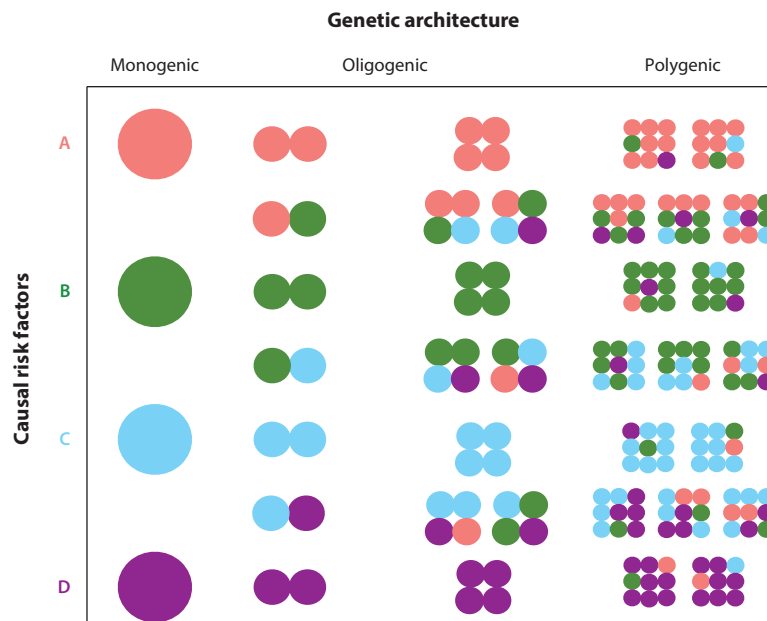 Genetic architecture
Monogenic
Oligogenic
Polygenic
Causal risk factors
A
B
C
D